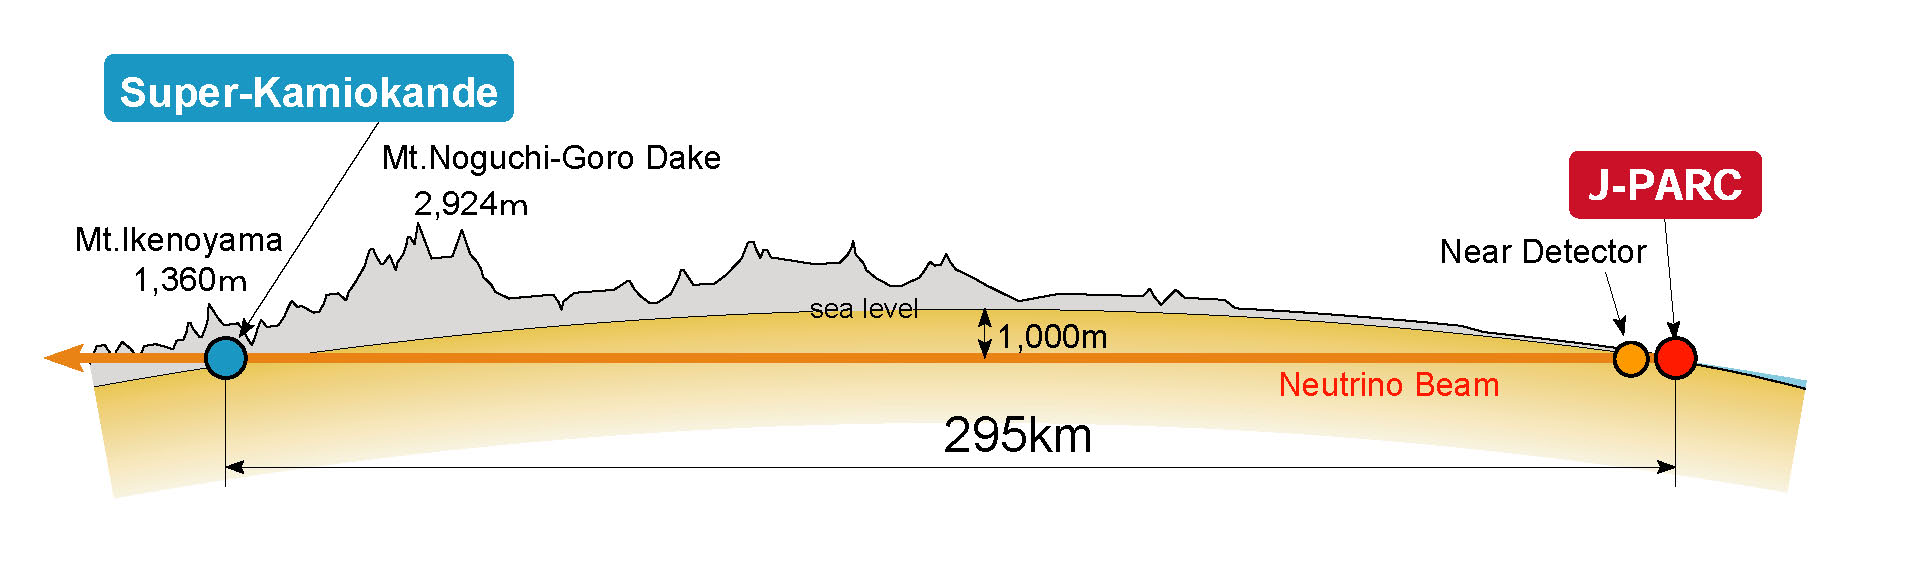 Super-Kamiokande
Mt.Noguchi-Goro Dake
2,924m
Mt.Ikenoyama
1,360m
J-PARC
Near Detector
sea level
1,000m
Neutrino Beam
295km